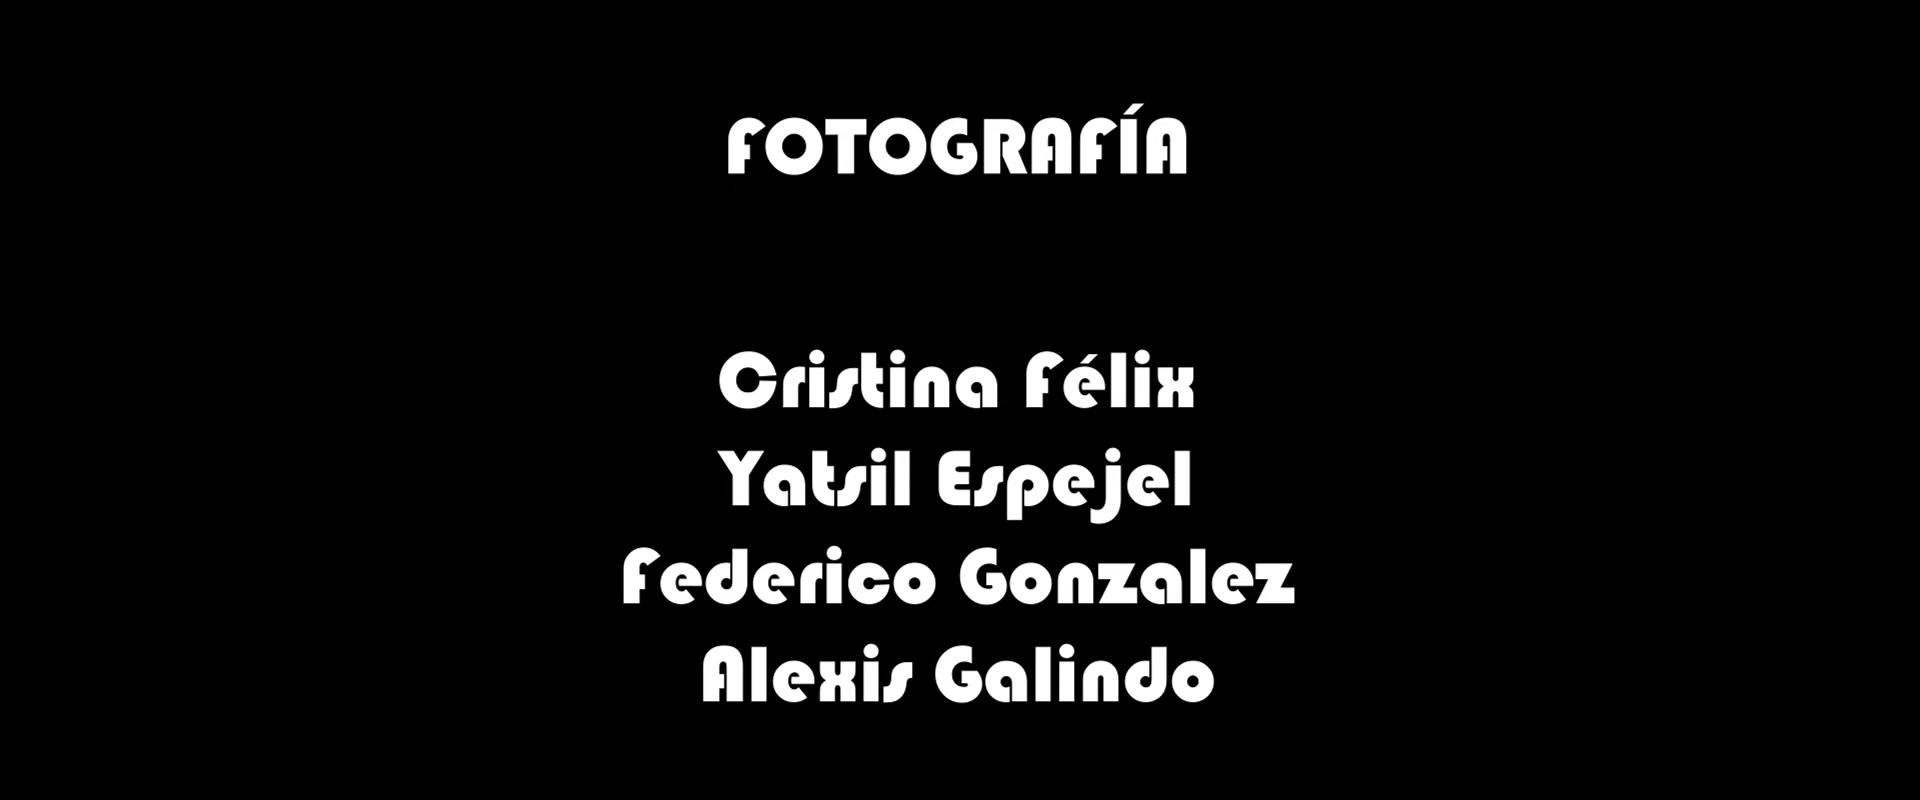 FOTOGRAFÍA
Cristina Félix
Yatsil Espejel
Federico Gonzalez
Alexis Galindo